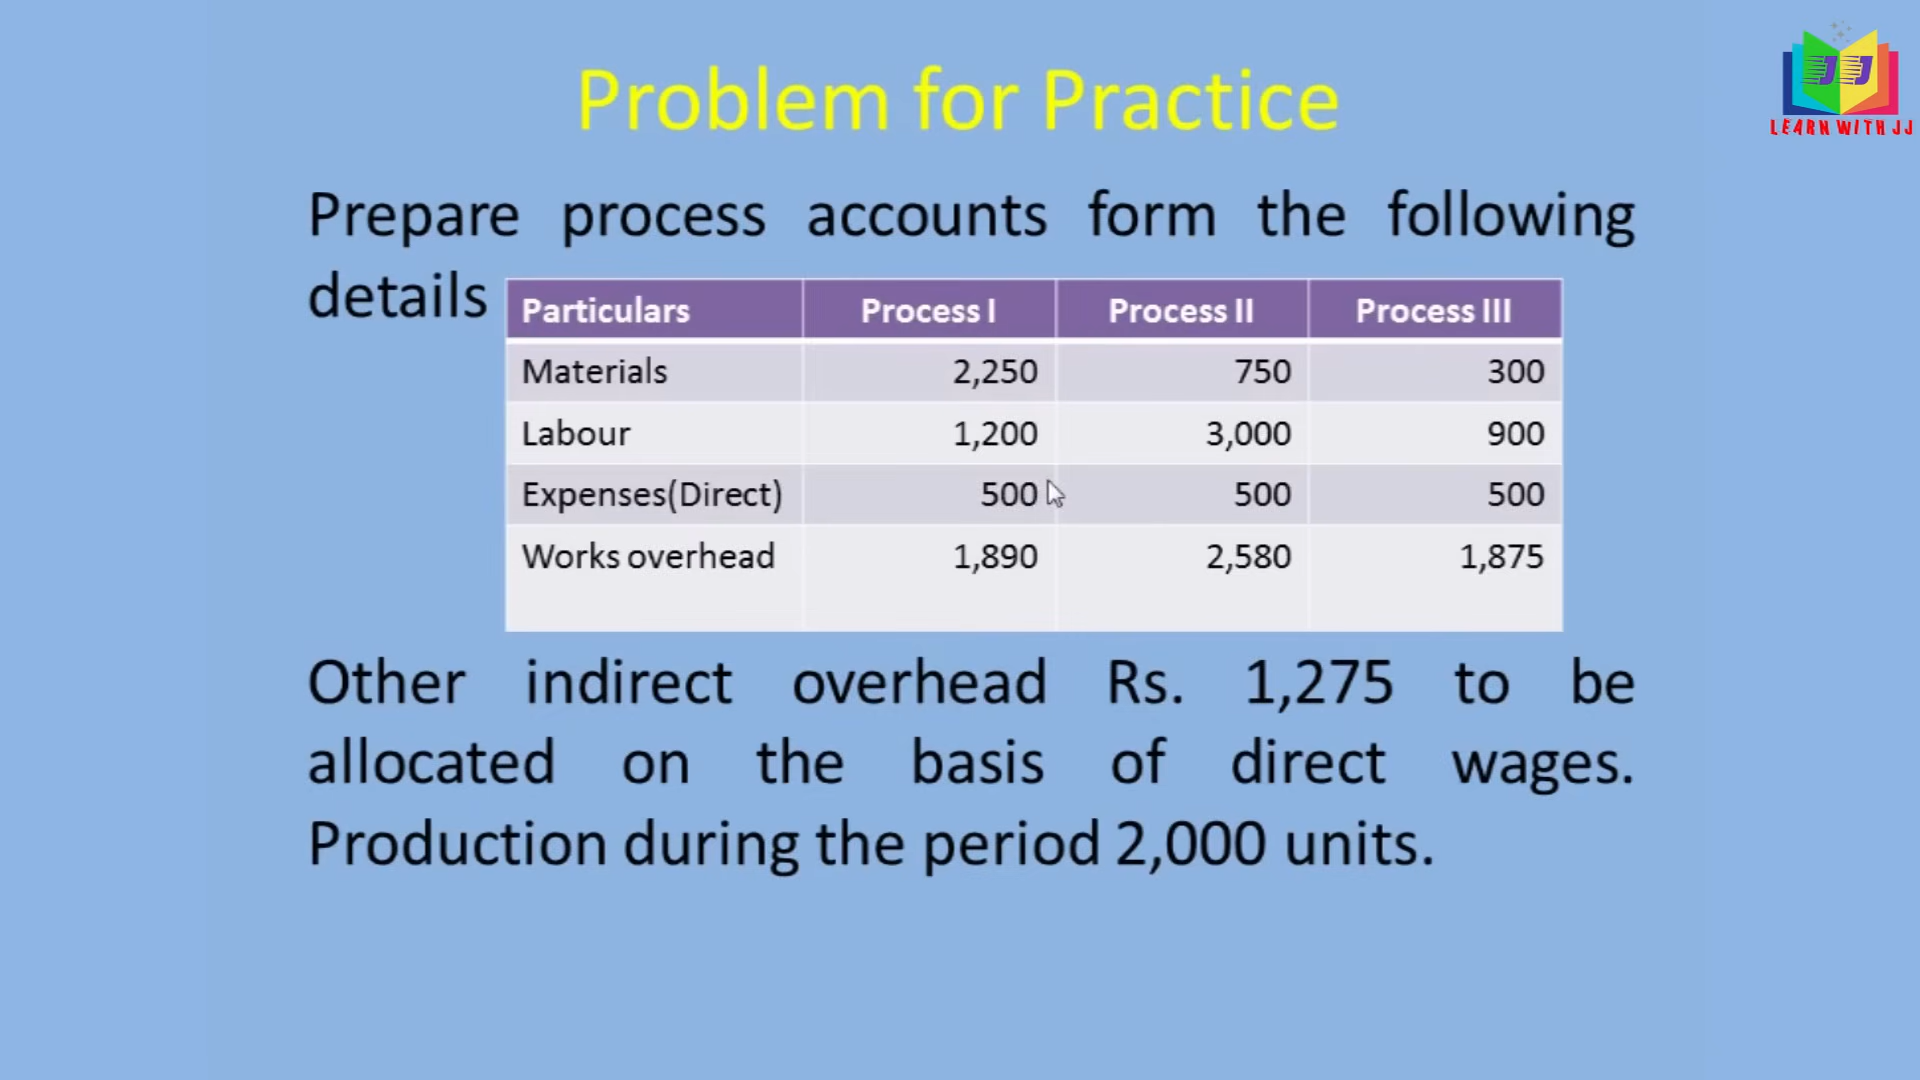 Problem for Practice
JJ
LEARN WITH JJ
Prepare process accounts form the following
details
Particulars Process I Process II Process III
Materials 2,250 750 300
Labour 1,200 3,000 900
Expenses(Direct) 500 500 500
Works overhead 1,890 2,580 1,875
Other indirect overhead Rs. 1,275 to be
allocated on the basis of direct wages.
Production during the period 2,000 units.